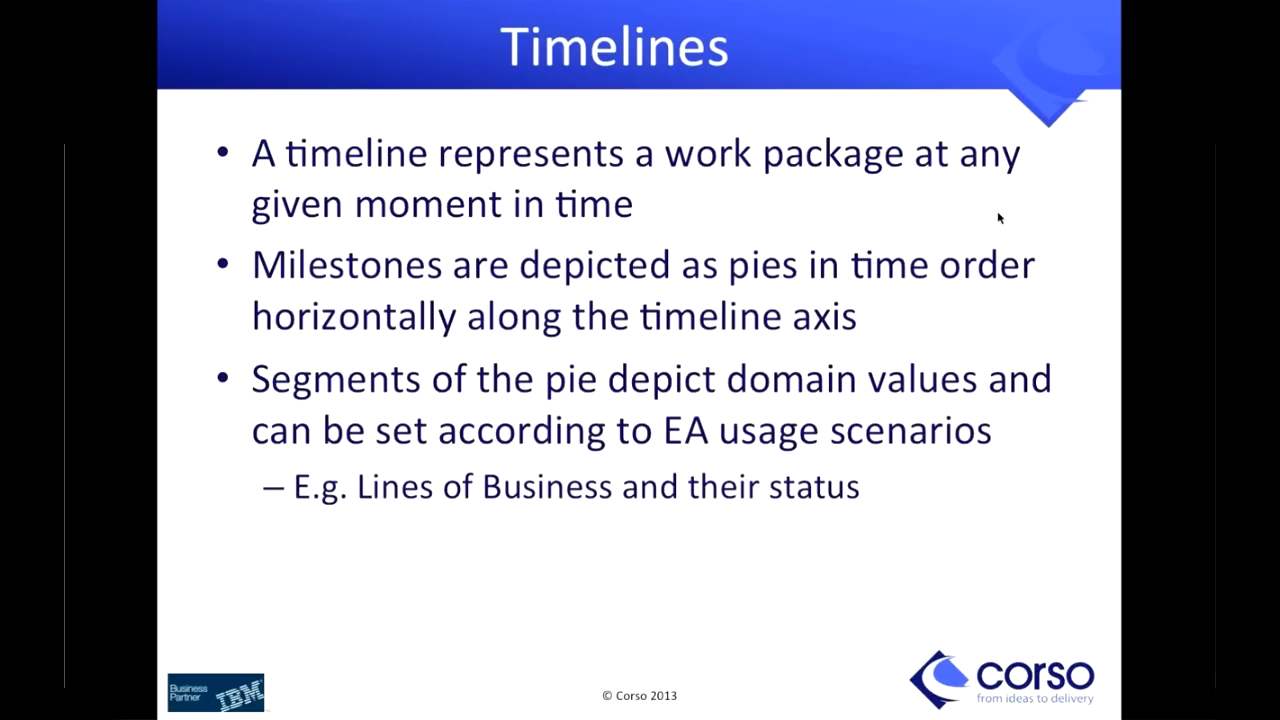 Timelines
• A timeline represents a work package at any
given moment in time
• Milestones are depicted as pies in time order
horizontally along the timeline axis
• Segments of the pie depict domain values and
can be set according to EA usage scenarios
– E.g. Lines of Business and their status
Business
Partner
IBM
© Corso 2013
corso
from ideas to delivery